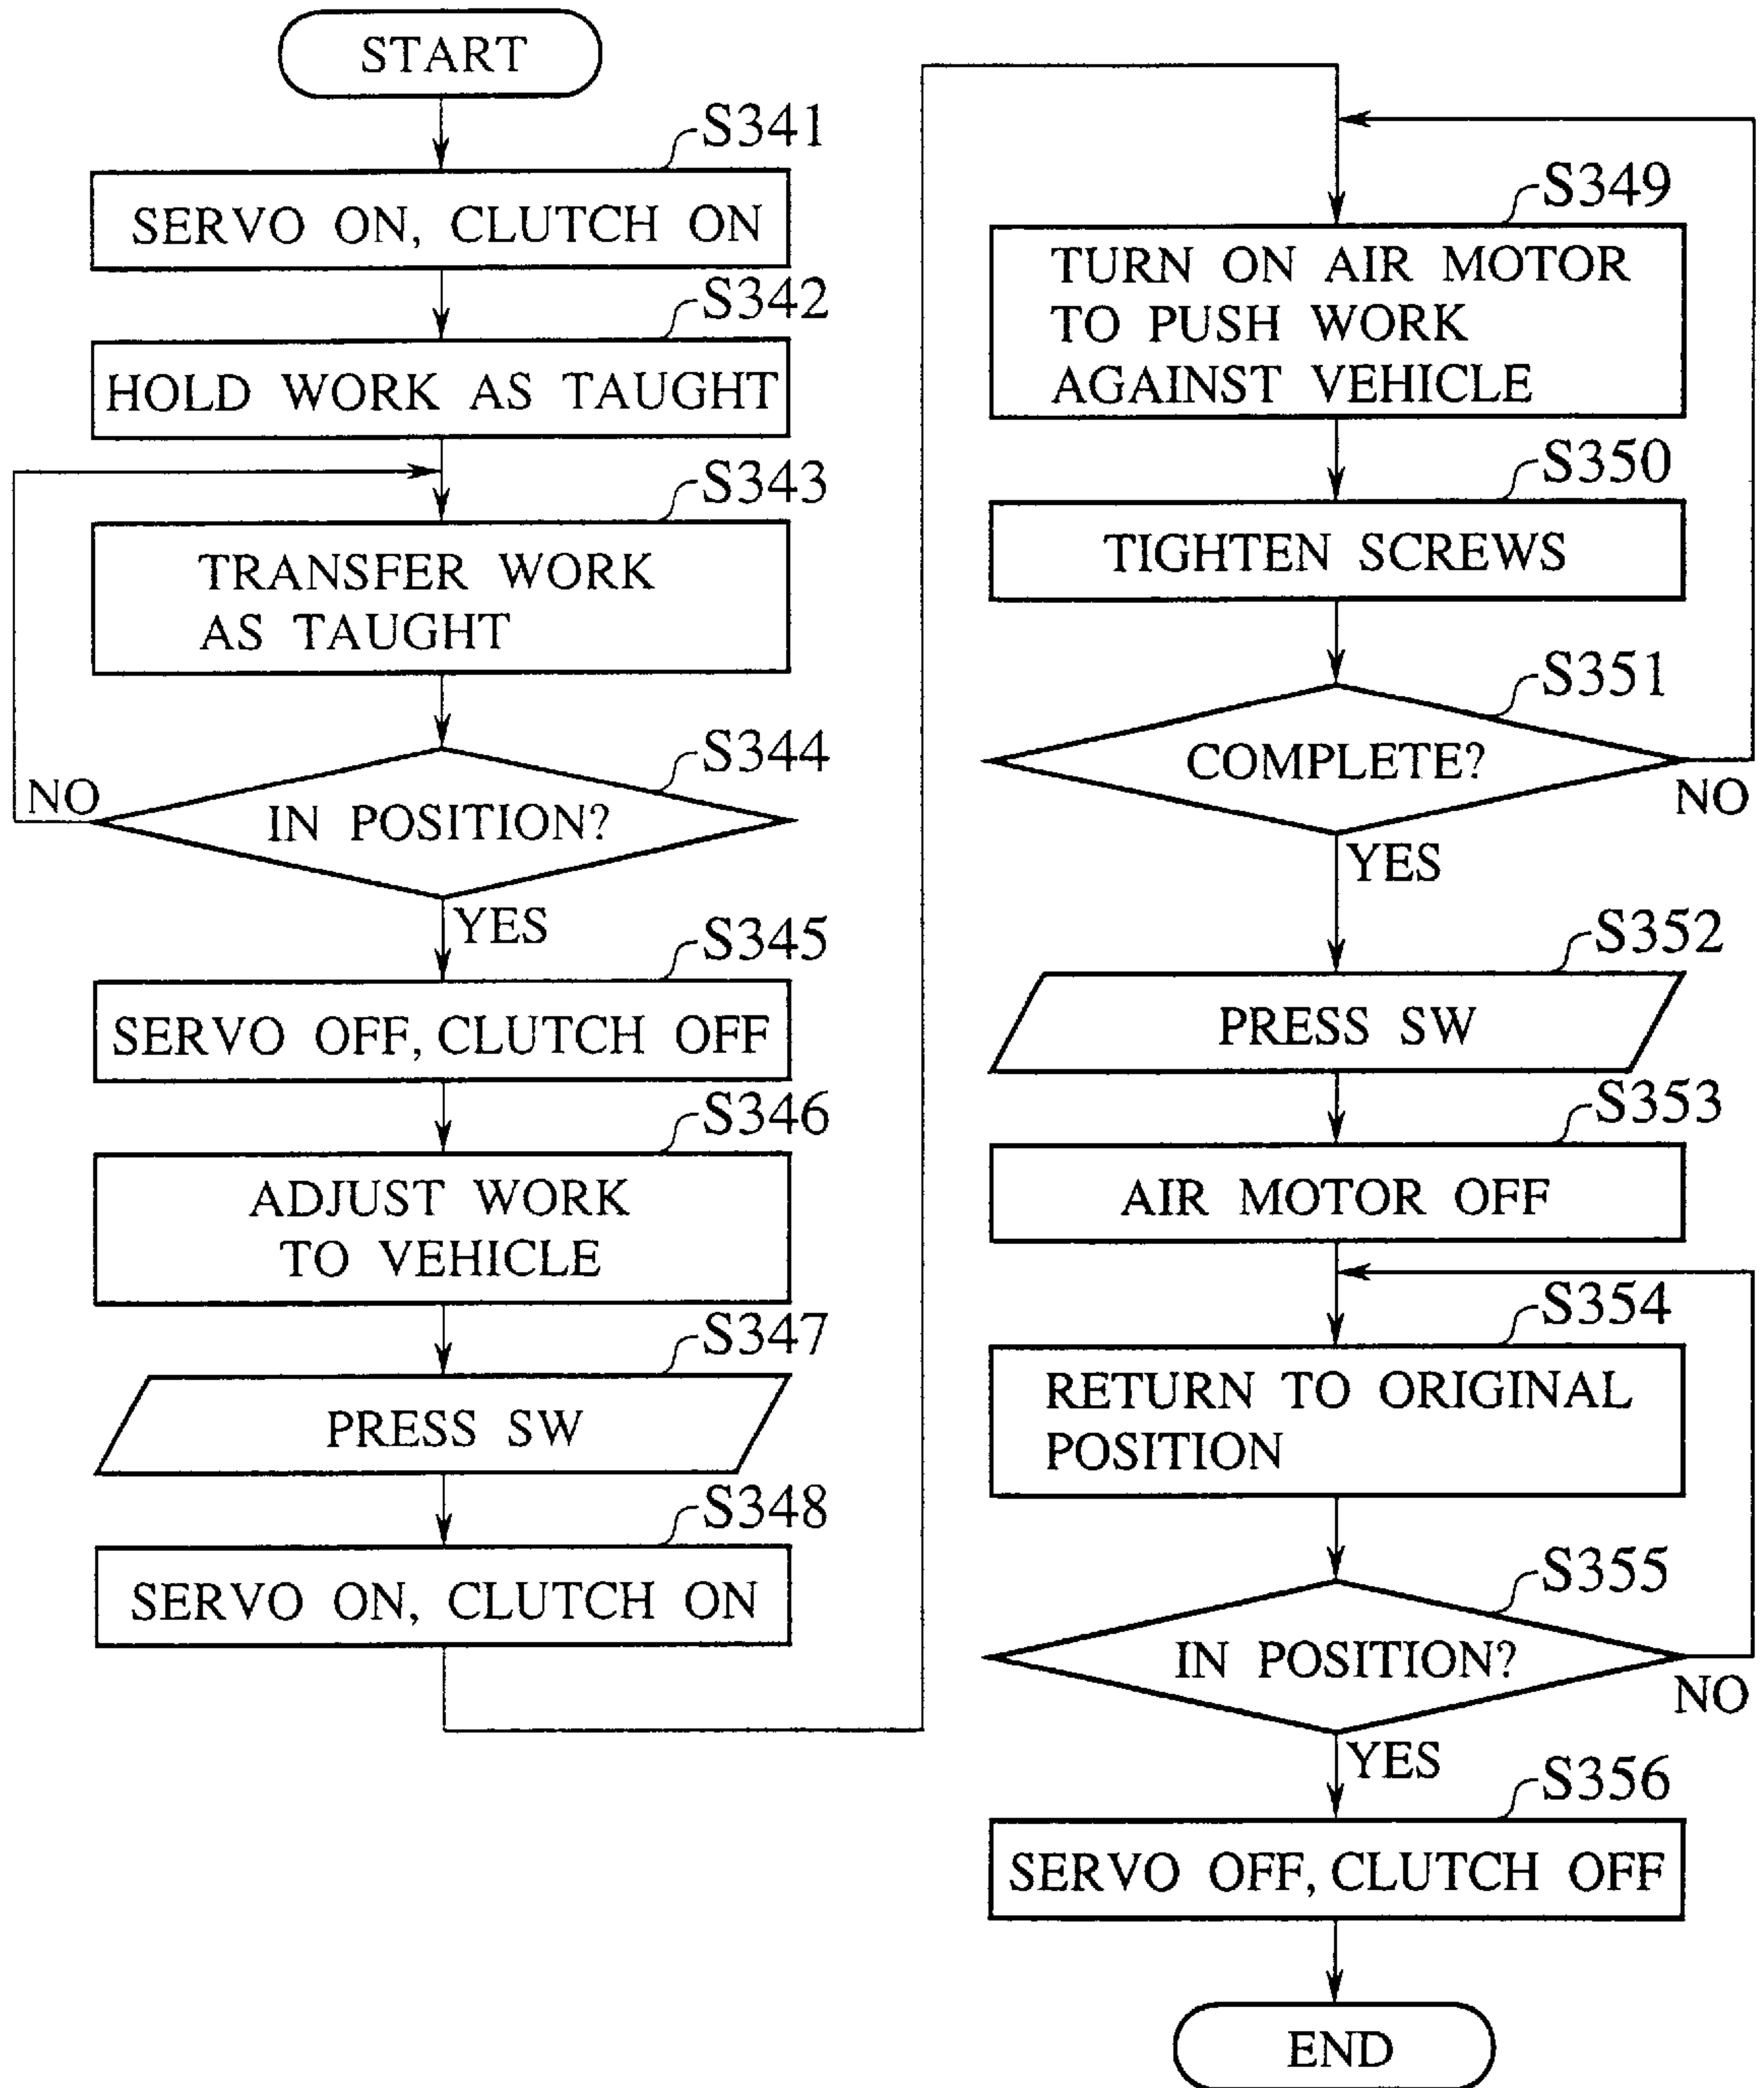 START
S341
SERVO ON, CLUTCH ON
S342
HOLD WORK AS TAUGHT
S343
TRANSFER WORK
AS TAUGHT
S344
NO
IN POSITION?
YES
S345
SERVO OFF, CLUTCH OFF
S346
ADJUST WORK
TO VEHICLE
S347
PRESS SW
S348
SERVO ON, CLUTCH ON
S349
TURN ON AIR MOTOR
TO PUSH WORK
AGAINST VEHICLE
S350
TIGHTEN SCREWS
S351
COMPLETE?
NO
YES
S352
PRESS SW
S353
AIR MOTOR OFF
S354
RETURN TO ORIGINAL
POSITION
S355
IN POSITION?
NO
YES
S356
SERVO OFF, CLUTCH OFF
END